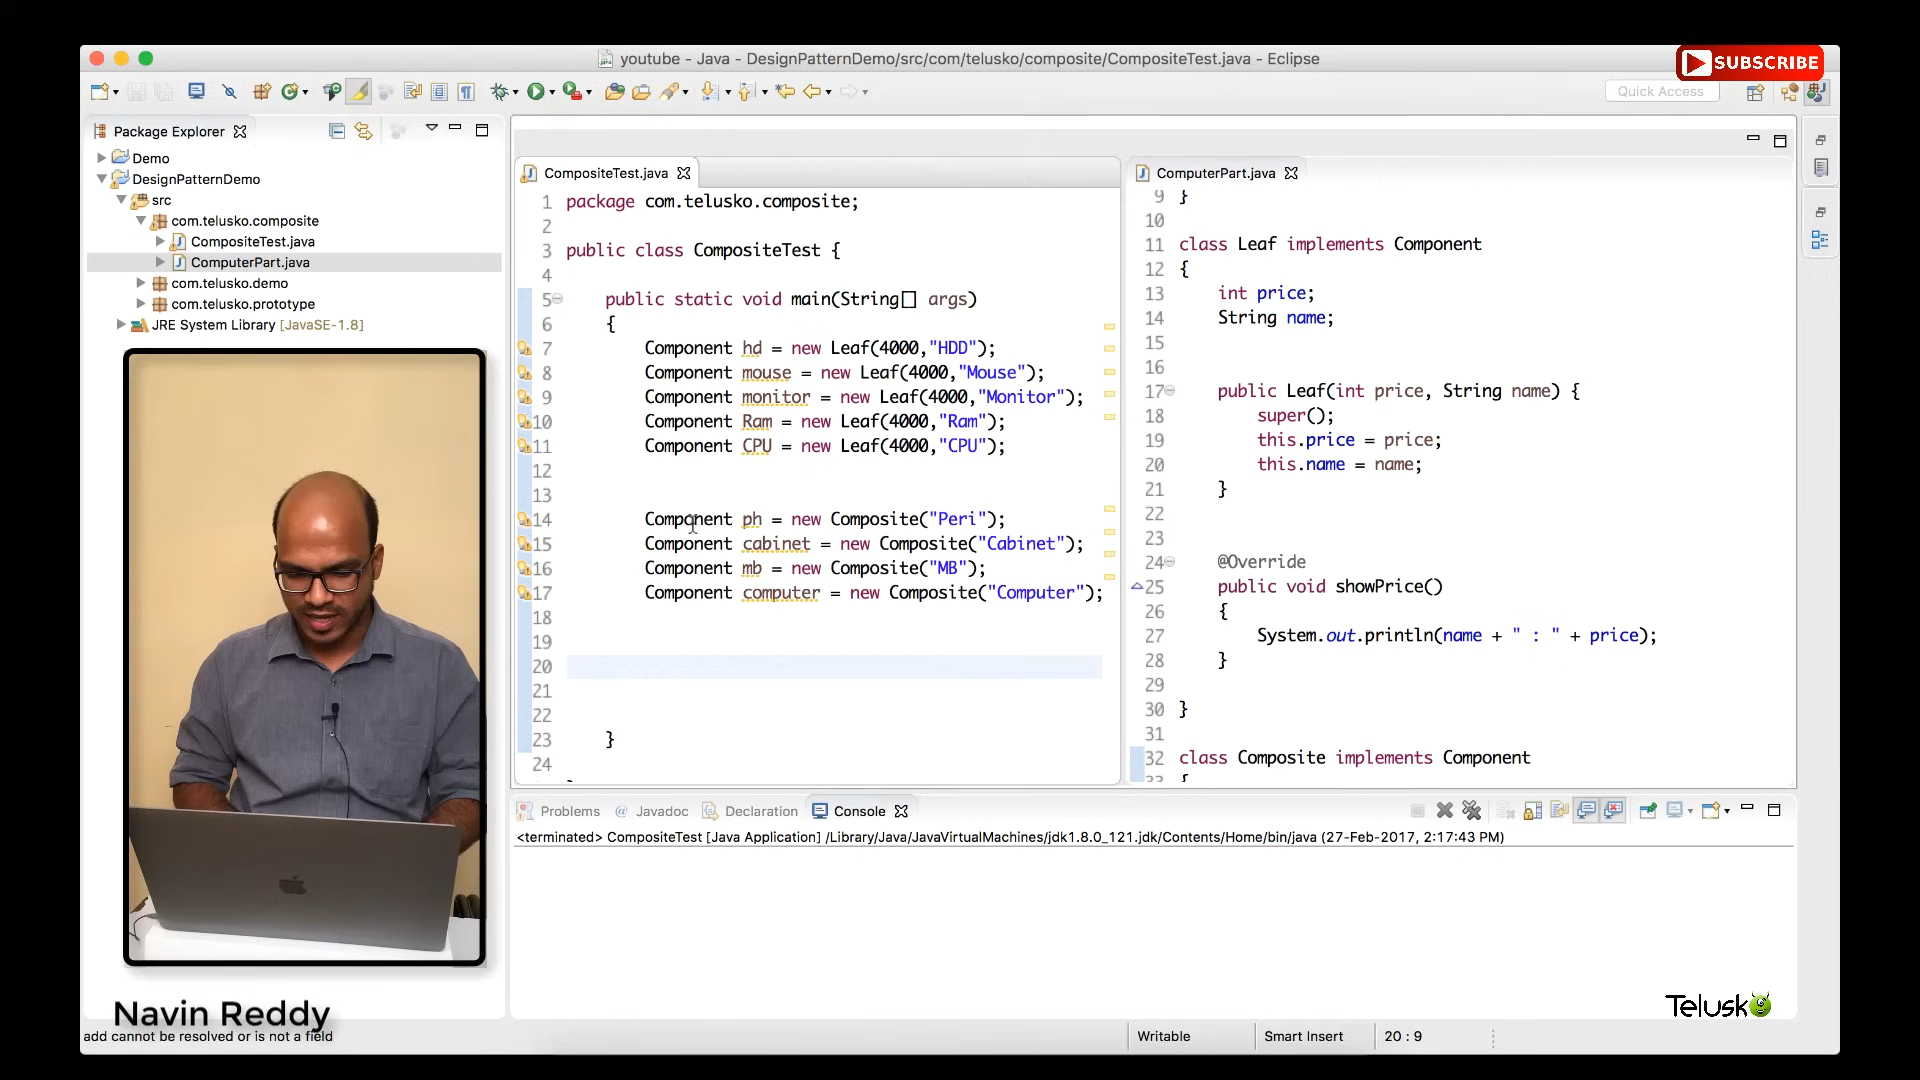 youtube - Java - DesignPatternDemo/src/com/telusko/composite/CompositeTest.java - Eclipse
SUBSCRIBE
Quick Access
Package Explorer
Demo
DesignPatternDemo
src
com.telusko.composite
CompositeTest.java
ComputerPart.java
com.telusko.demo
com.telusko.prototype
JRE System Library [JavaSE-1.8]
CompositeTest.java
1 package com.telusko.composite;
2
3 public class CompositeTest {
4
5 public static void main(String[] args)
6 {
7 Component hd = new Leaf(4000,"HDD");
8 Component mouse = new Leaf(4000,"Mouse");
9 Component monitor = new Leaf(4000,"Monitor");
10 Component Ram = new Leaf(4000,"Ram");
11 Component CPU = new Leaf(4000,"CPU");
12
13
14 Component ph = new Composite("Peri");
15 Component cabinet = new Composite("Cabinet");
16 Component mb = new Composite("MB");
17 Component computer = new Composite("Computer");
18
19
20
21
22
23 }
24
ComputerPart.java
9 }
10
11 class Leaf implements Component
12 {
13 int price;
14 String name;
15
16
17 public Leaf(int price, String name) {
18 super();
19 this.price = price;
20 this.name = name;
21 }
22
23
24 @Override
25 public void showPrice()
26 {
27 System.out.println(name + " : " + price);
28 }
29
30 }
31
32 class Composite implements Component
33 {
Problems @ Javadoc Declaration Console
<terminated> CompositeTest [Java Application] /Library/Java/JavaVirtualMachines/jdk1.8.0_121.jdk/Contents/Home/bin/java (27-Feb-2017, 2:17:43 PM)
Navin Reddy
Telusko
add cannot be resolved or is not a field
Writable
Smart Insert
20 : 9